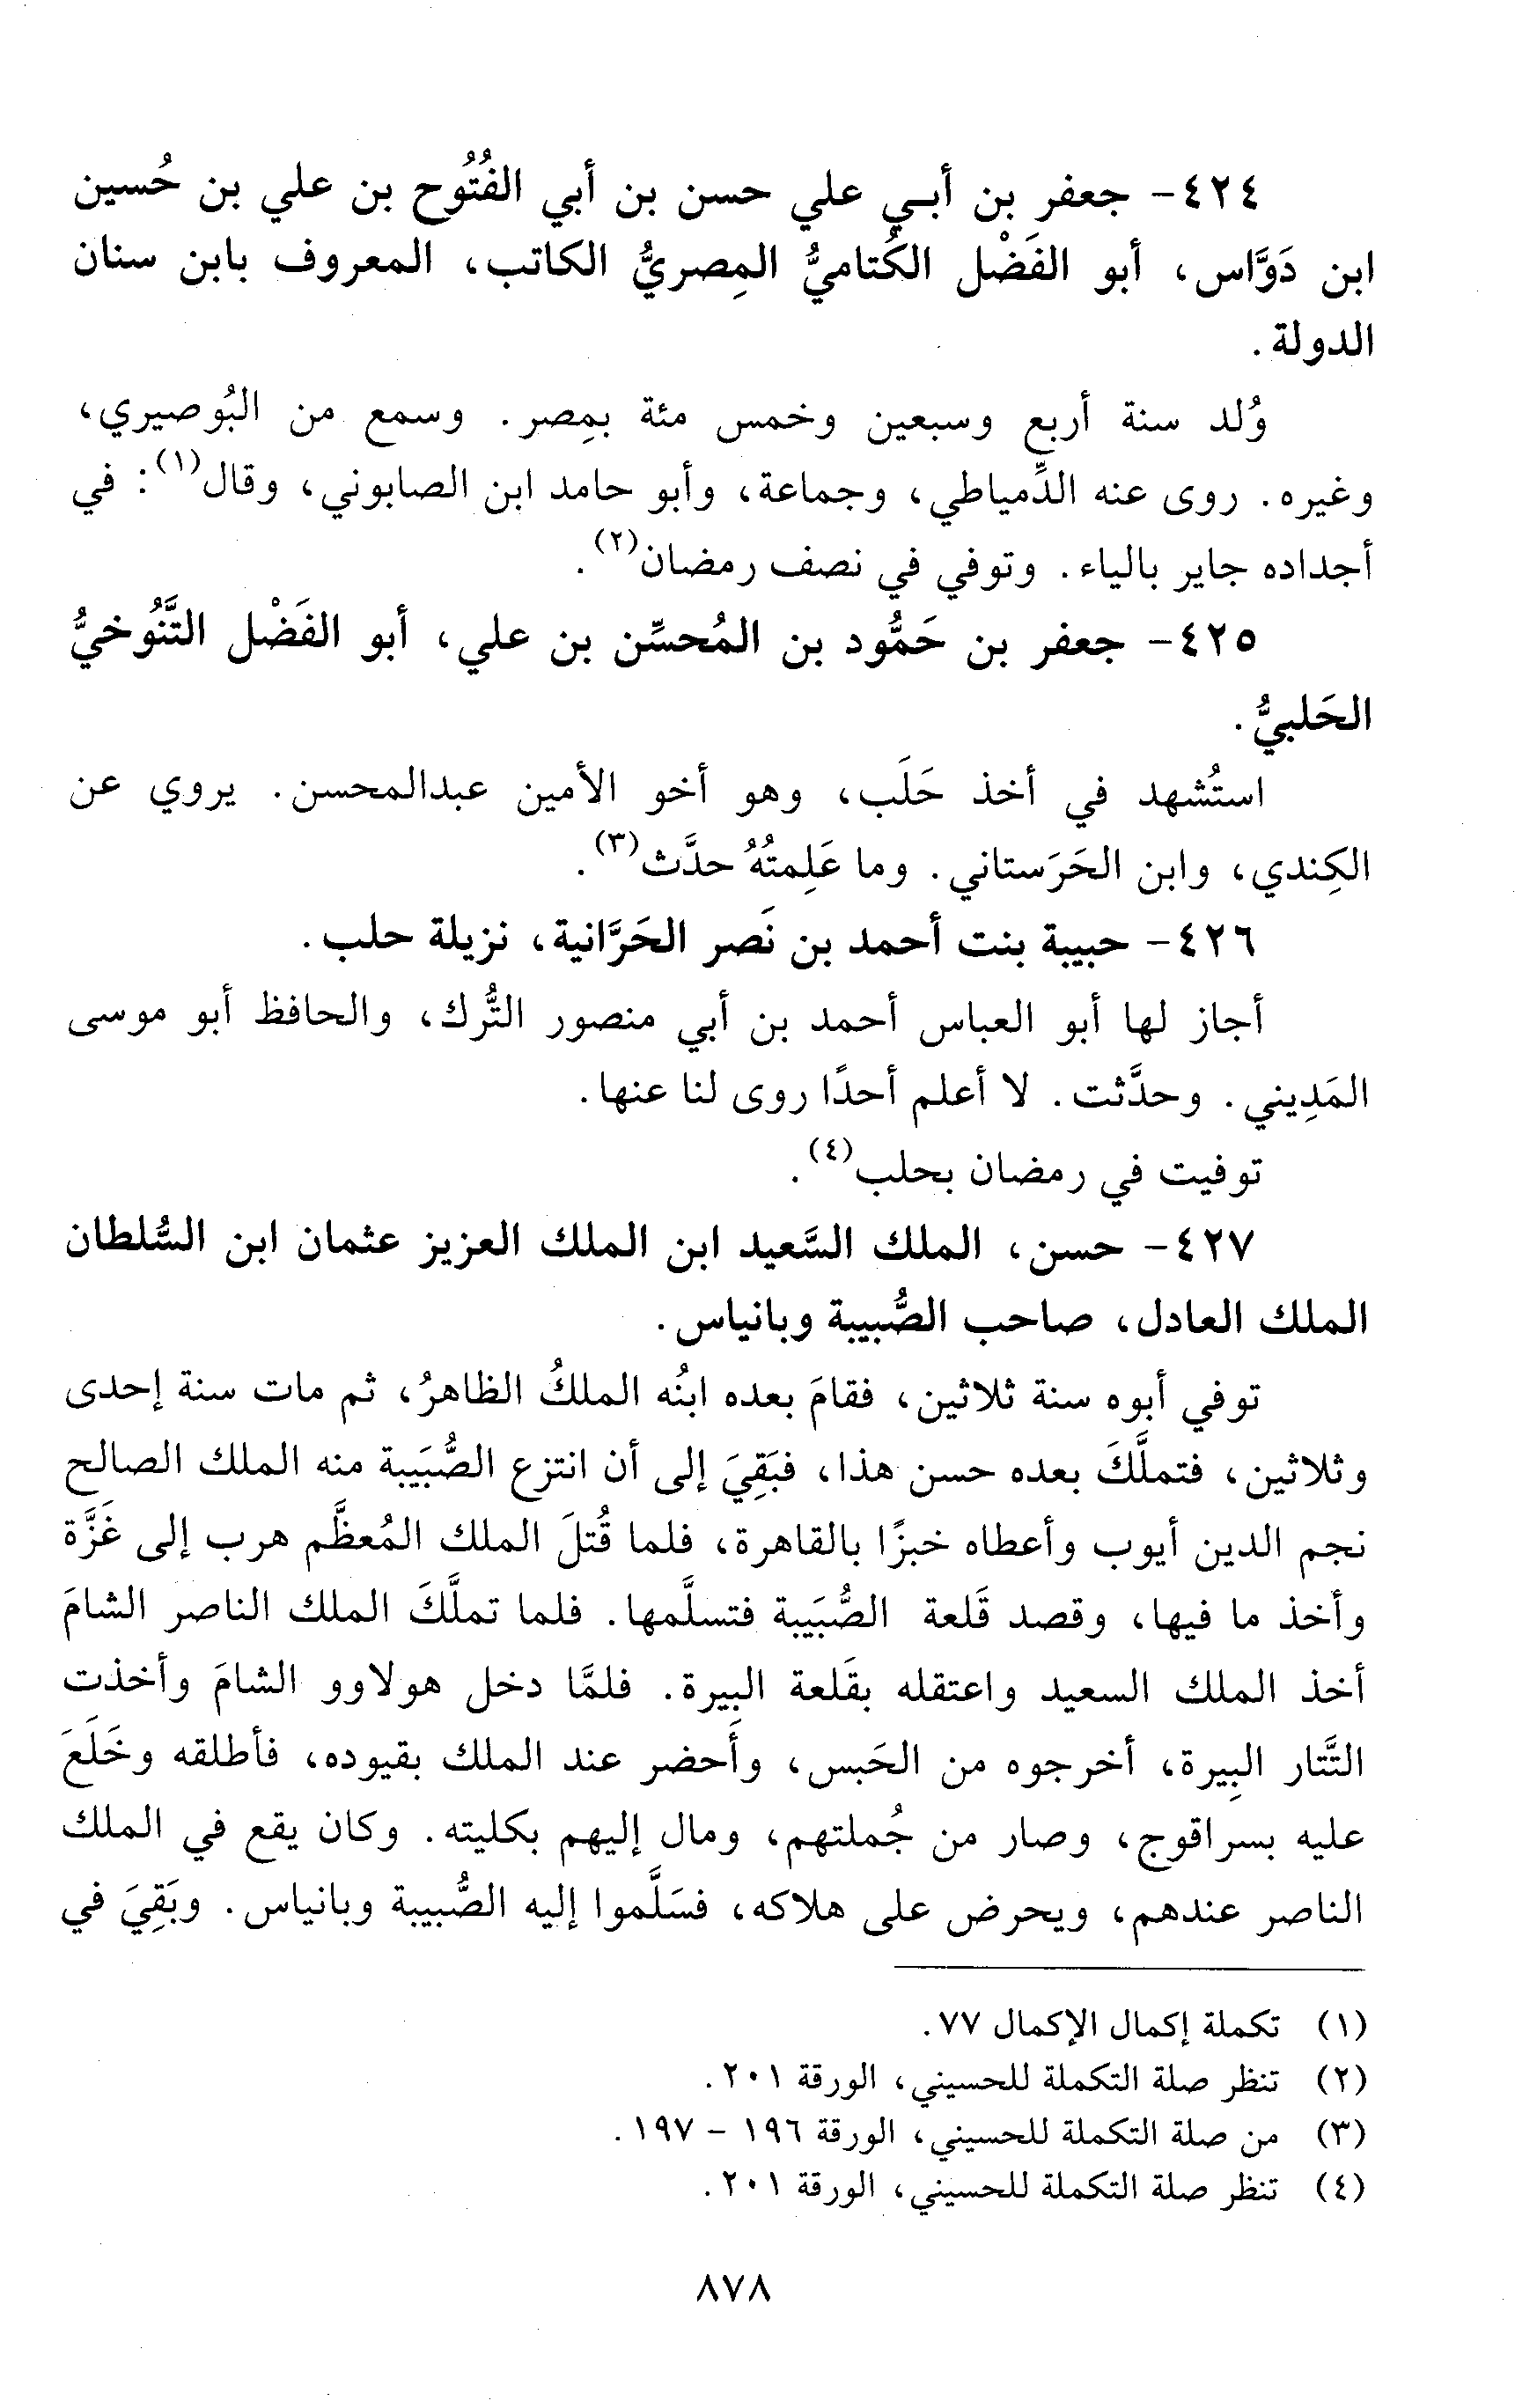 ٤٢٤- جعفر بن أبـي علي حسن بن أبي الفُتُوح بن علي بن حُسين
ابن دَوَّاس، أبو الفَضْل الكُتاميُّ المِصريُّ الكاتب، المعروف بابن سنان
الدولة.
وُلد سنة أربع وسبعين وخمس مئة بمِصر. وسمع من البُوصيري،
وغيره. روى عنه الدِّمياطي، وجماعة، وأبو حامد ابن الصابوني، وقال(١): في
أجداده جاير بالياء. وتوفي في نصف رمضان(٢).
٤٢٥- جعفر بن حَمُّود بن المُحسِّن بن علي، أبو الفَضْل التَّنُوخيُّ
الحَلبيُّ.
استُشهد في أخذ حَلَب، وهو أخو الأمين عبدالمحسن. يروي عن
الكِندي، وابن الحَرَستاني. وما عَلِمتُهُ حدَّث(٣).
٤٢٦- حبيبة بنت أحمد بن نَصر الحَرَّانية، نزيلة حلب.
أجاز لها أبو العباس أحمد بن أبي منصور التُّرك، والحافظ أبو موسى
المَدِيني. وحدَّثت. لا أعلم أحدًا روى لنا عنها.
توفيت في رمضان بحلب(٤).
٤٢٧- حسن، الملك السَّعيد ابن الملك العزيز عثمان ابن السُّلطان
الملك العادل، صاحب الصُّبيبة وبانياس.
توفي أبوه سنة ثلاثين، فقامَ بعده ابنُه الملكُ الظاهرُ، ثم مات سنة إحدى
وثلاثين، فتملَّكَ بعده حسن هذا، فبَقِيَ إلى أن انتزع الصُّبَيبة منه الملك الصالح
نجم الدين أيوب وأعطاه خبزًا بالقاهرة، فلما قُتلَ الملك المُعظَّم هرب إلى غَزَّة
وأخذ ما فيها، وقصد قَلعة الصُّبَيبة فتسلَّمها. فلما تملَّكَ الملك الناصر الشامَ
أخذ الملك السعيد واعتقله بقَلعة البِيرة. فلمَّا دخل هولاوو الشامَ وأخذت
التَّتار البِيرة، أخرجوه من الحَبس، وأَحضر عند الملك بقيوده، فأطلقه وخَلَعَ
عليه بسراقوج، وصار من جُملتهم، ومال إليهم بكليته. وكان يقع في الملك
الناصر عندهم، ويحرض على هلاكه، فسَلَّموا إليه الصُّبيبة وبانياس. وبَقِيَ في
(١) تكملة إكمال الإكمال ٧٧.
(٢) تنظر صلة التكملة للحسيني، الورقة ٢٠١.
(٣) من صلة التكملة للحسيني، الورقة ١٩٦ – ١٩٧.
(٤) تنظر صلة التكملة للحسيني، الورقة ٢٠١.
٨٧٨